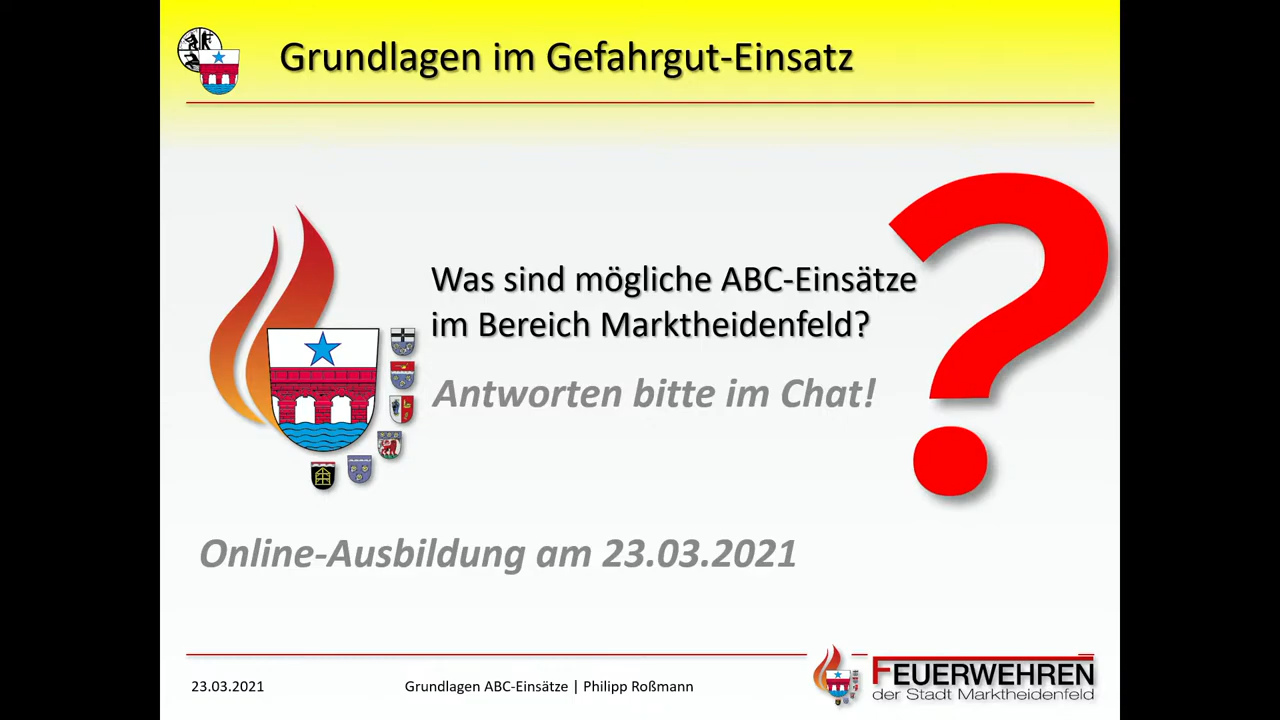 Grundlagen im Gefahrgut-Einsatz
Was sind mögliche ABC-Einsätze
im Bereich Marktheidenfeld?
?
Antworten bitte im Chat!
Online-Ausbildung am 23.03.2021
23.03.2021
Grundlagen ABC-Einsätze | Philipp Roßmann
FEUERWEHREN
der Stadt Marktheidenfeld